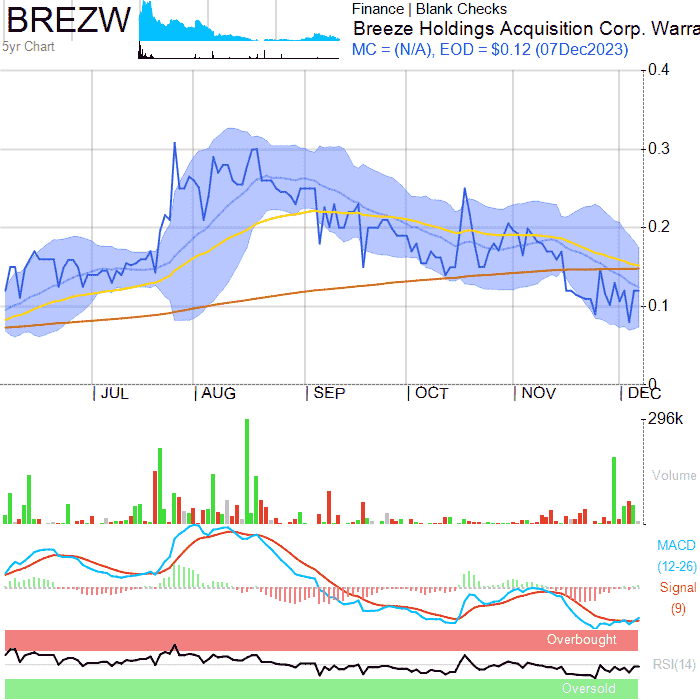 BREZW
5yr Chart
Finance | Blank Checks
Breeze Holdings Acquisition Corp. Warra
MC = (N/A), EOD = $0.12 (07Dec2023)
0.4
0.3
0.2
0.1
0
JUL AUG SEP OCT NOV DEC
296k
Volume
MACD
(12-26)
Signal
(9)
Overbought
RSI(14)
Oversold